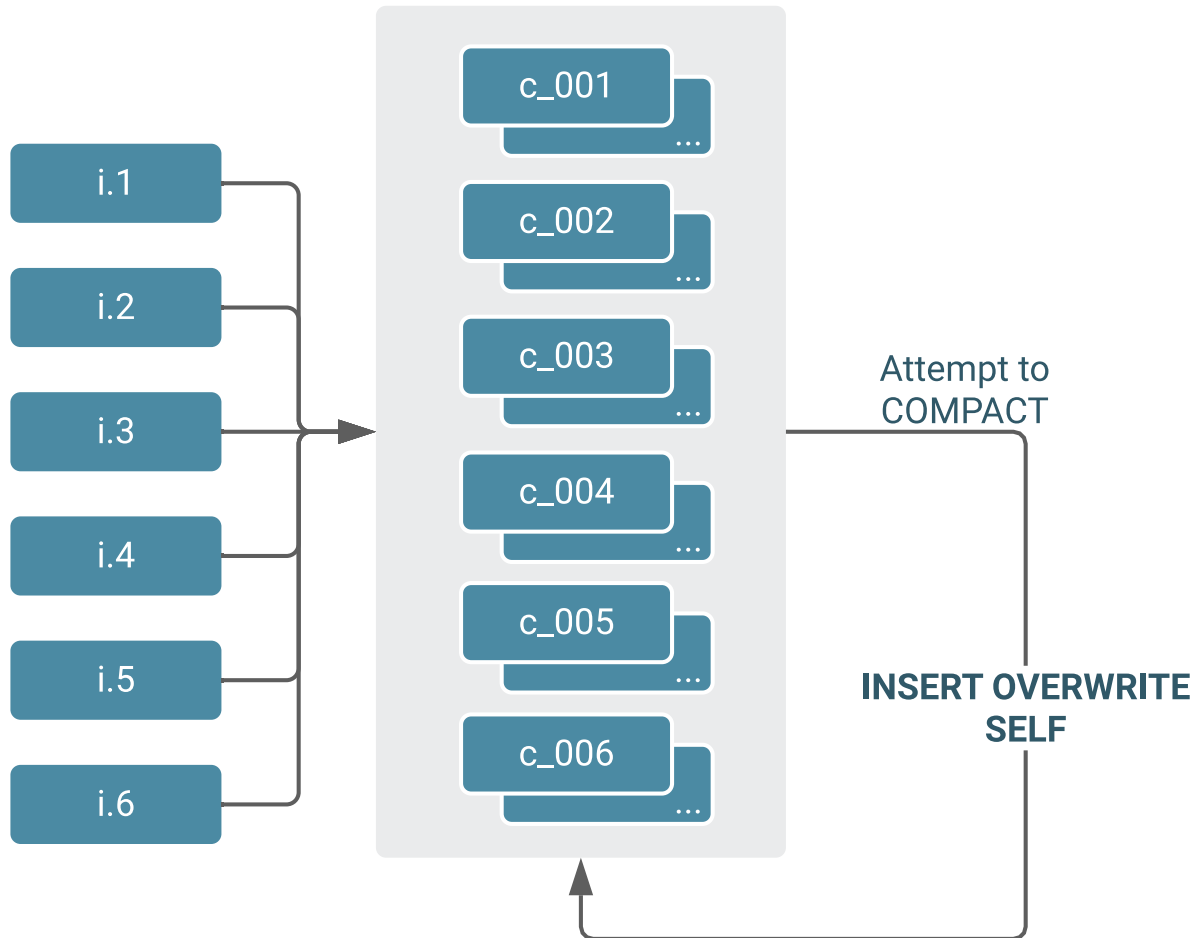 i.1
i.2
i.3
i.4
i.5
i.6
c_001
...
c_002
...
c_003
...
c_004
...
c_005
...
c_006
...
Attempt to
COMPACT
INSERT OVERWRITE
SELF